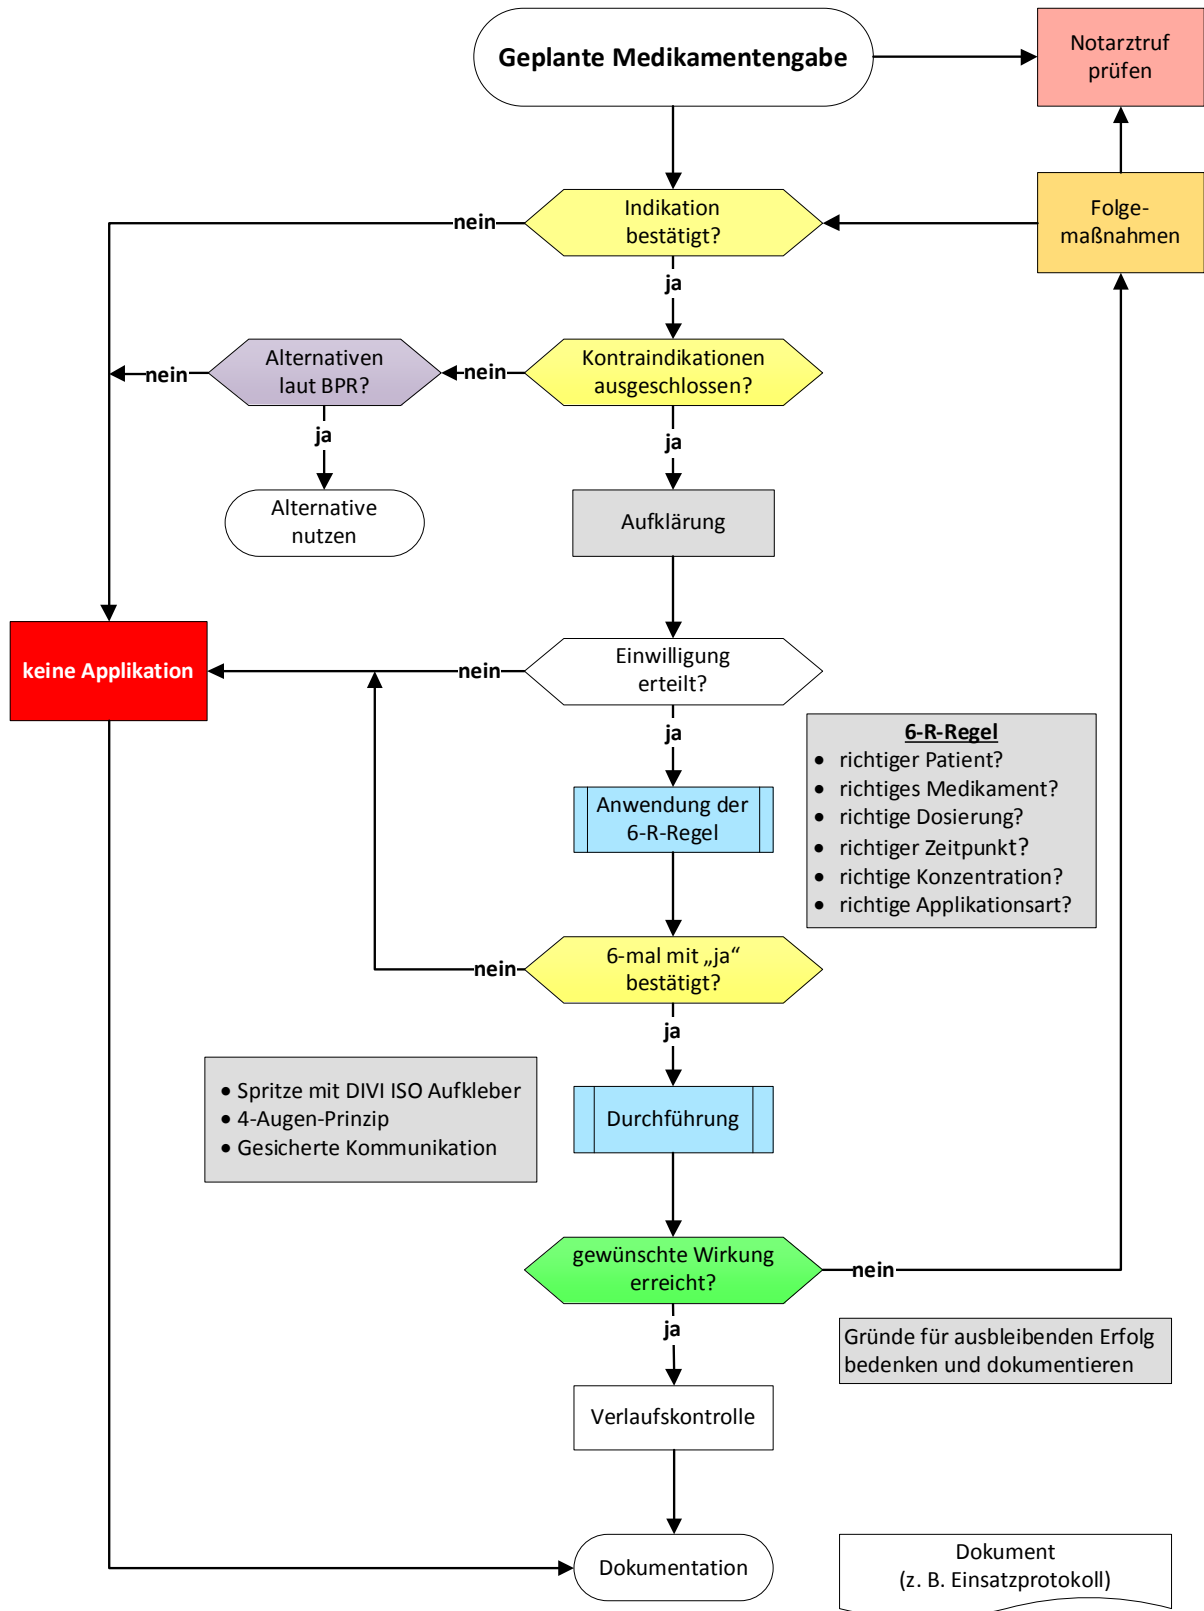 Geplante Medikamentengabe
Notarztruf
prüfen
Indikation
bestätigt?
nein
Folge-
maßnahmen
ja
Alternativen
laut BPR?
nein
nein
Kontraindikationen
ausgeschlossen?
ja
ja
Alternative
nutzen
Aufklärung
keine Applikation
nein
Einwilligung
erteilt?
ja
6-R-Regel
• richtiger Patient?
• richtiges Medikament?
• richtige Dosierung?
• richtiger Zeitpunkt?
• richtige Konzentration?
• richtige Applikationsart?
Anwendung der
6-R-Regel
6-mal mit „ja“
bestätigt?
nein
ja
• Spritze mit DIVI ISO Aufkleber
• 4-Augen-Prinzip
• Gesicherte Kommunikation
Durchführung
gewünschte Wirkung
erreicht?
nein
ja
Gründe für ausbleibenden Erfolg
bedenken und dokumentieren
Verlaufskontrolle
Dokumentation
Dokument
(z. B. Einsatzprotokoll)